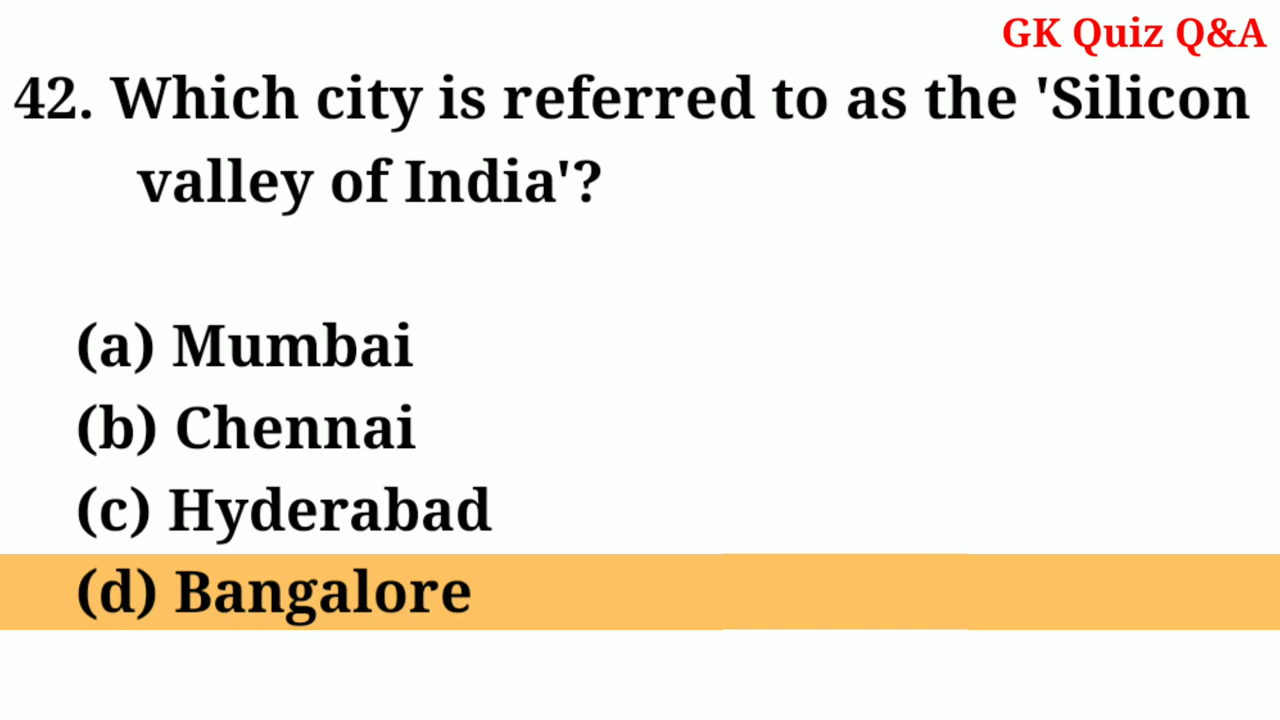 GK Quiz Q&A
42. Which city is referred to as the 'Silicon
valley of India'?
(a) Mumbai
(b) Chennai
(c) Hyderabad
(d) Bangalore